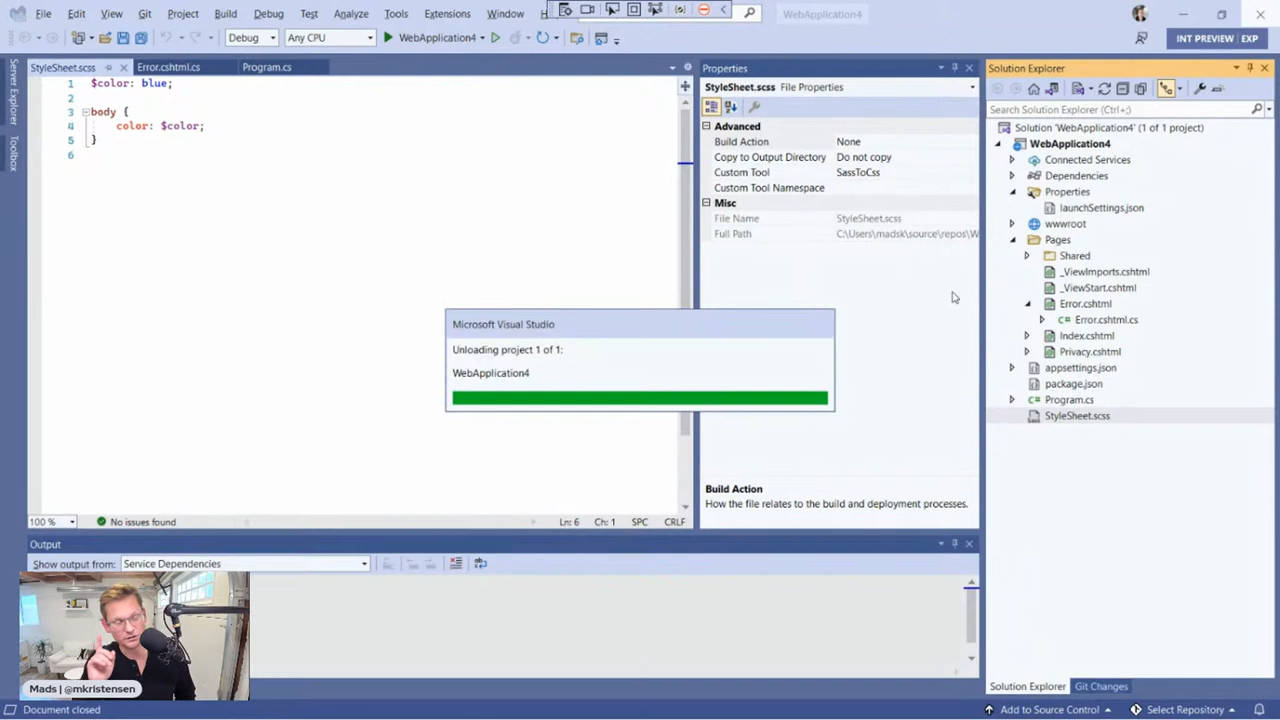 File Edit View Git Project Build Debug Test Analyze Tools Extensions Window WebApplication4
Debug Any CPU WebApplication4 INT PREVIEW | EXP
Server Explorer
Toolbox
StyleSheet.scss Error.cshtml.cs Program.cs
1 $color: blue;
2
3 body {
4 color: $color;
5 }
6
100 % No issues found Ln: 6 Ch: 1 SPC CRLF
Properties
StyleSheet.scss File Properties
Advanced
Build Action None
Copy to Output Directory Do not copy
Custom Tool SassToCss
Custom Tool Namespace
Misc
File Name StyleSheet.scss
Full Path C:\Users\madsk\source\repos\W
Build Action
How the file relates to the build and deployment processes.
Microsoft Visual Studio
Unloading project 1 of 1:
WebApplication4
Solution Explorer
Search Solution Explorer (Ctrl+;)
Solution 'WebApplication4' (1 of 1 project)
WebApplication4
Connected Services
Dependencies
Properties
launchSettings.json
wwwroot
Pages
Shared
_ViewImports.cshtml
_ViewStart.cshtml
Error.cshtml
C# Error.cshtml.cs
Index.cshtml
Privacy.cshtml
appsettings.json
package.json
C# Program.cs
StyleSheet.scss
Solution Explorer Git Changes
Output
Show output from: Service Dependencies
Mads | @mkristensen
Document closed Add to Source Control Select Repository